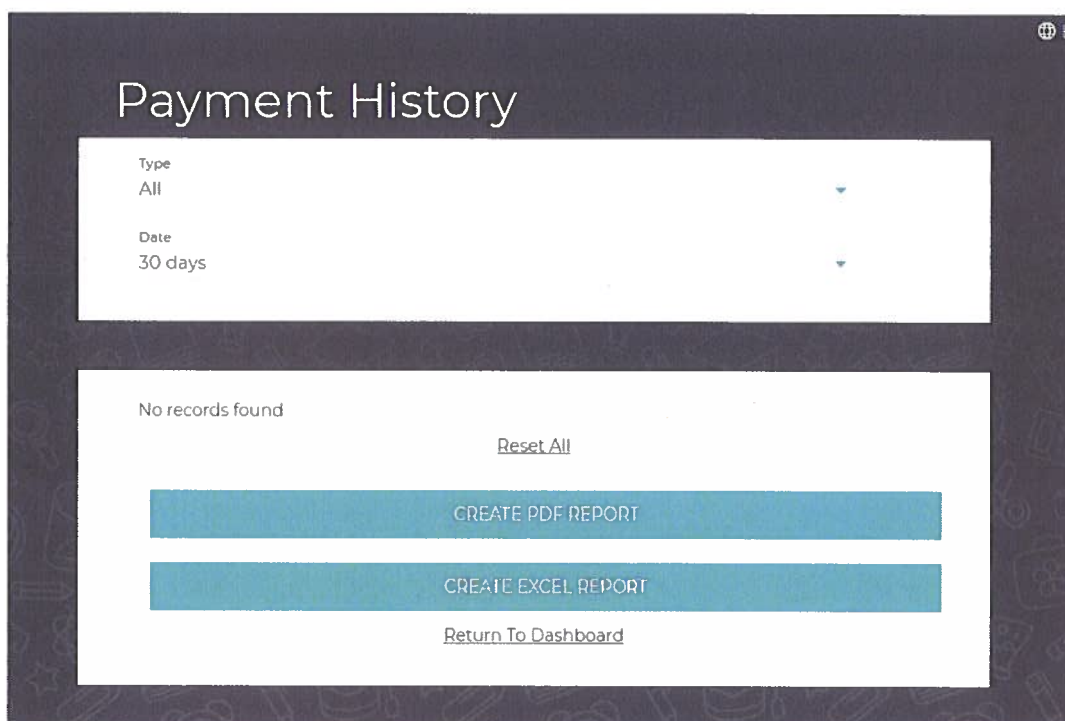 Payment History
Type
All
Date
30 days
No records found
Reset All
CREATE PDF REPORT
CREATE EXCEL REPORT
Return To Dashboard